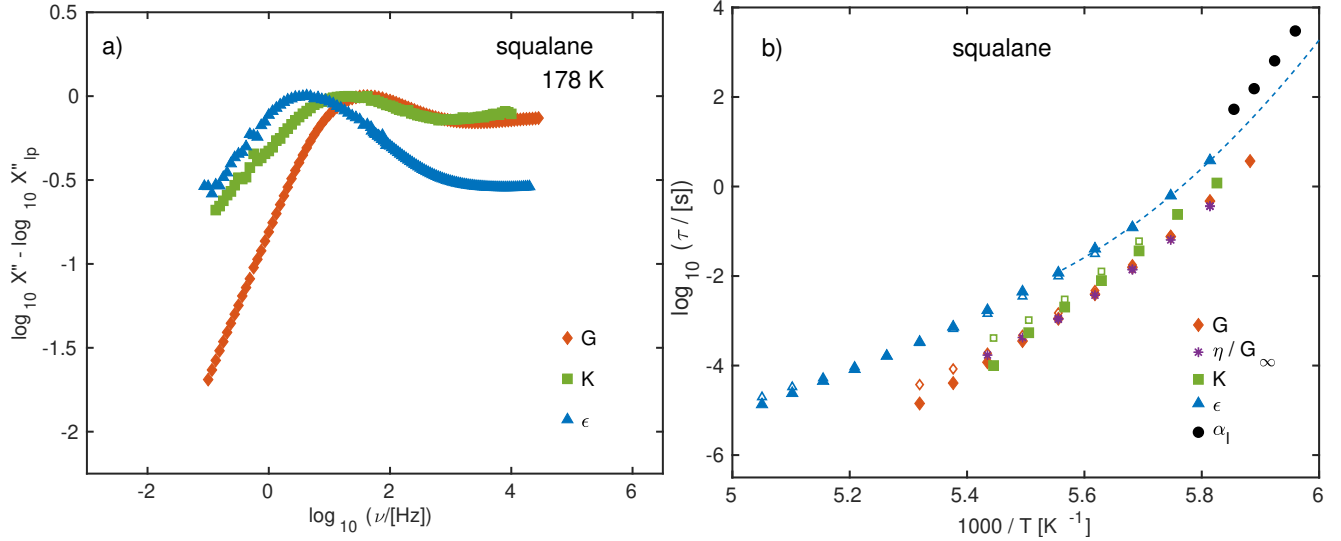 a)
squalane
178 K
0.5
0
-0.5
-1
-1.5
-2
log 10 X'' - log 10 X'' lp
G
K
ϵ
-2 0 2 4 6
log 10 (ν/[Hz])
b)
squalane
4
2
0
-2
-4
-6
log 10 (τ / [s])
G
η / G ∞
K
ϵ
α l
5 5.2 5.4 5.6 5.8 6
1000 / T [K -1]